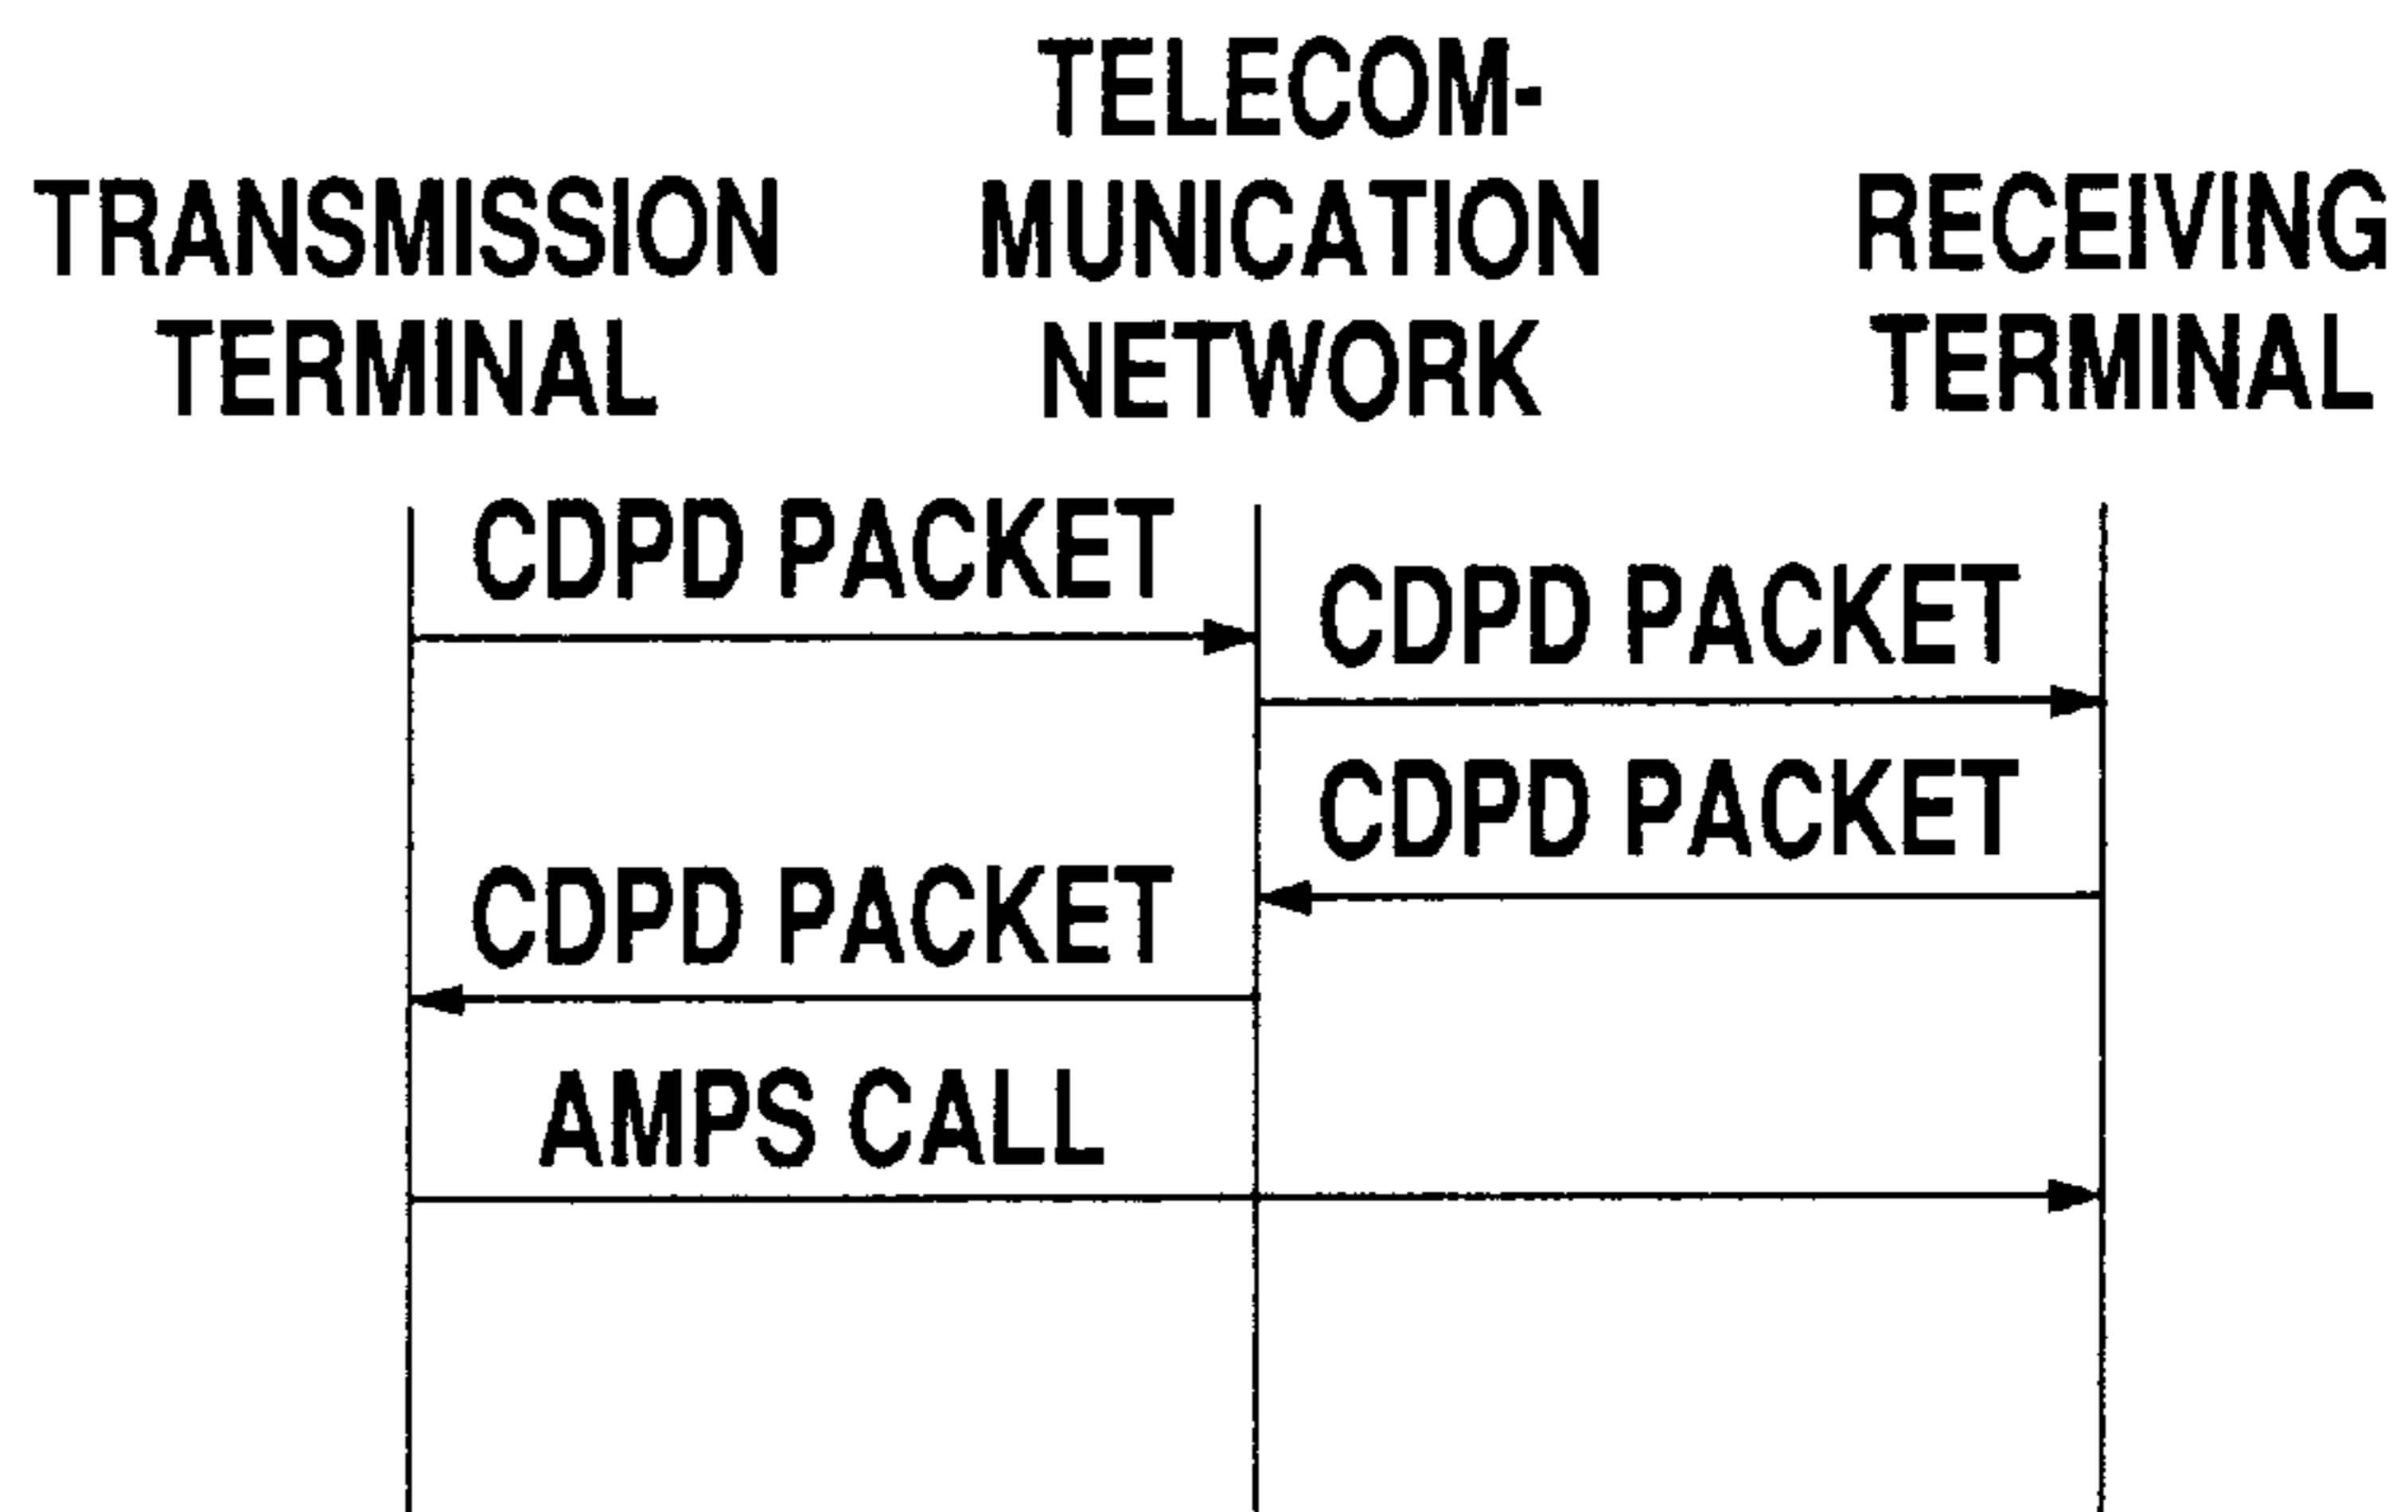 TRANSMISSION
TERMINAL
TELECOM-
MUNICATION
NETWORK
RECEIVING
TERMINAL
CDPD PACKET
CDPD PACKET
CDPD PACKET
CDPD PACKET
AMPS CALL